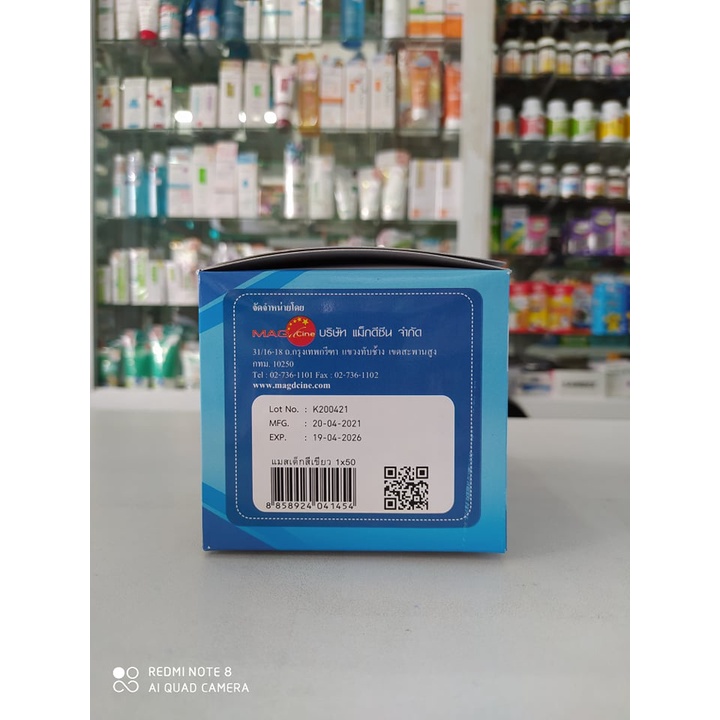 จัดจำหน่ายโดย
MAGDCine บริษัท แม็กดีซีน จำกัด
31/16-18 ถ.กรุงเทพกรีฑา แขวงทับช้าง เขตสะพานสูง
กทม. 10250
Tel : 02-736-1101 Fax : 02-736-1102
www.magdcine.com
Lot No. : K200421
MFG. : 20-04-2021
EXP. : 19-04-2026
แมสเด็กสีเขียว 1x50
8 858924 041454
REDMI NOTE 8
AI QUAD CAMERA